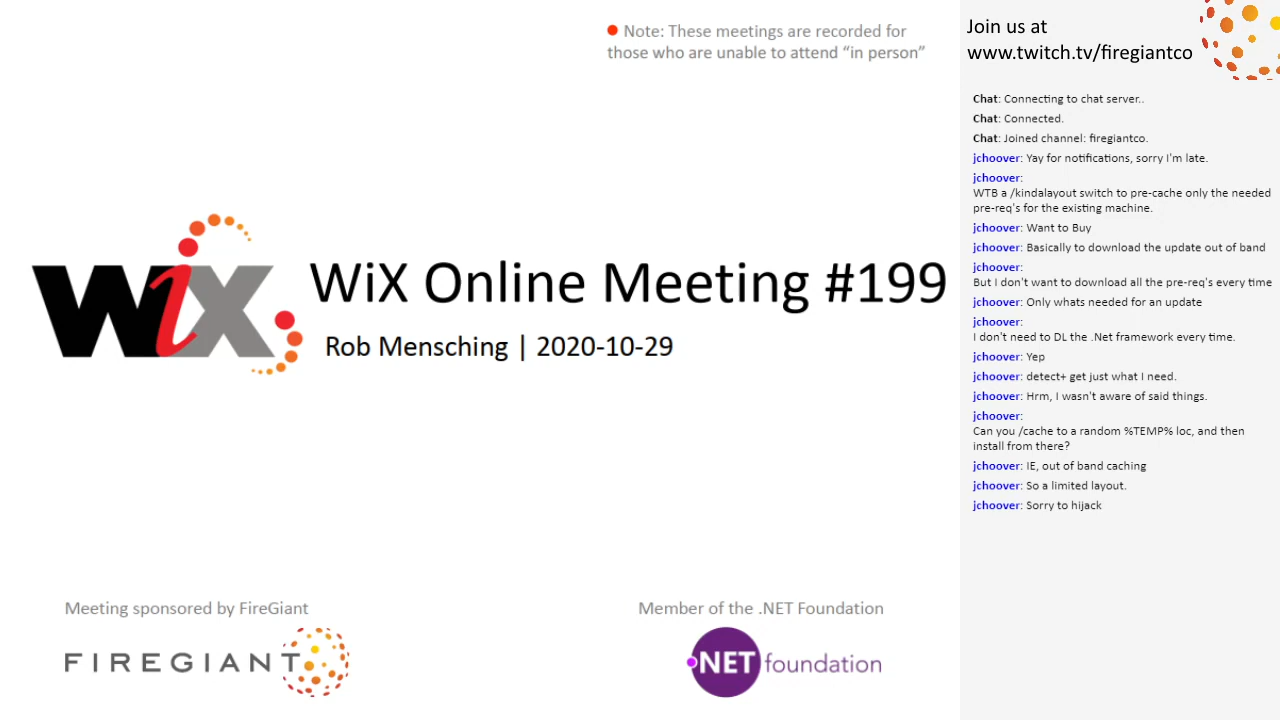 Note: These meetings are recorded for
those who are unable to attend “in person”
WiX
WiX Online Meeting #199
Rob Mensching | 2020-10-29
Meeting sponsored by FireGiant
FIREGIANT
Member of the .NET Foundation
.NET foundation
Join us at
www.twitch.tv/firegiantco
Chat: Connecting to chat server..
Chat: Connected.
Chat: Joined channel: firegiantco.
jchoover: Yay for notifications, sorry I'm late.
jchoover:
WTB a /kindalayout switch to pre-cache only the needed
pre-req's for the existing machine.
jchoover: Want to Buy
jchoover: Basically to download the update out of band
jchoover:
But I don't want to download all the pre-req's every time
jchoover: Only whats needed for an update
jchoover:
I don't need to DL the .Net framework every time.
jchoover: Yep
jchoover: detect+ get just what I need.
jchoover: Hrm, I wasn't aware of said things.
jchoover:
Can you /cache to a random %TEMP% loc, and then
install from there?
jchoover: IE, out of band caching
jchoover: So a limited layout.
jchoover: Sorry to hijack